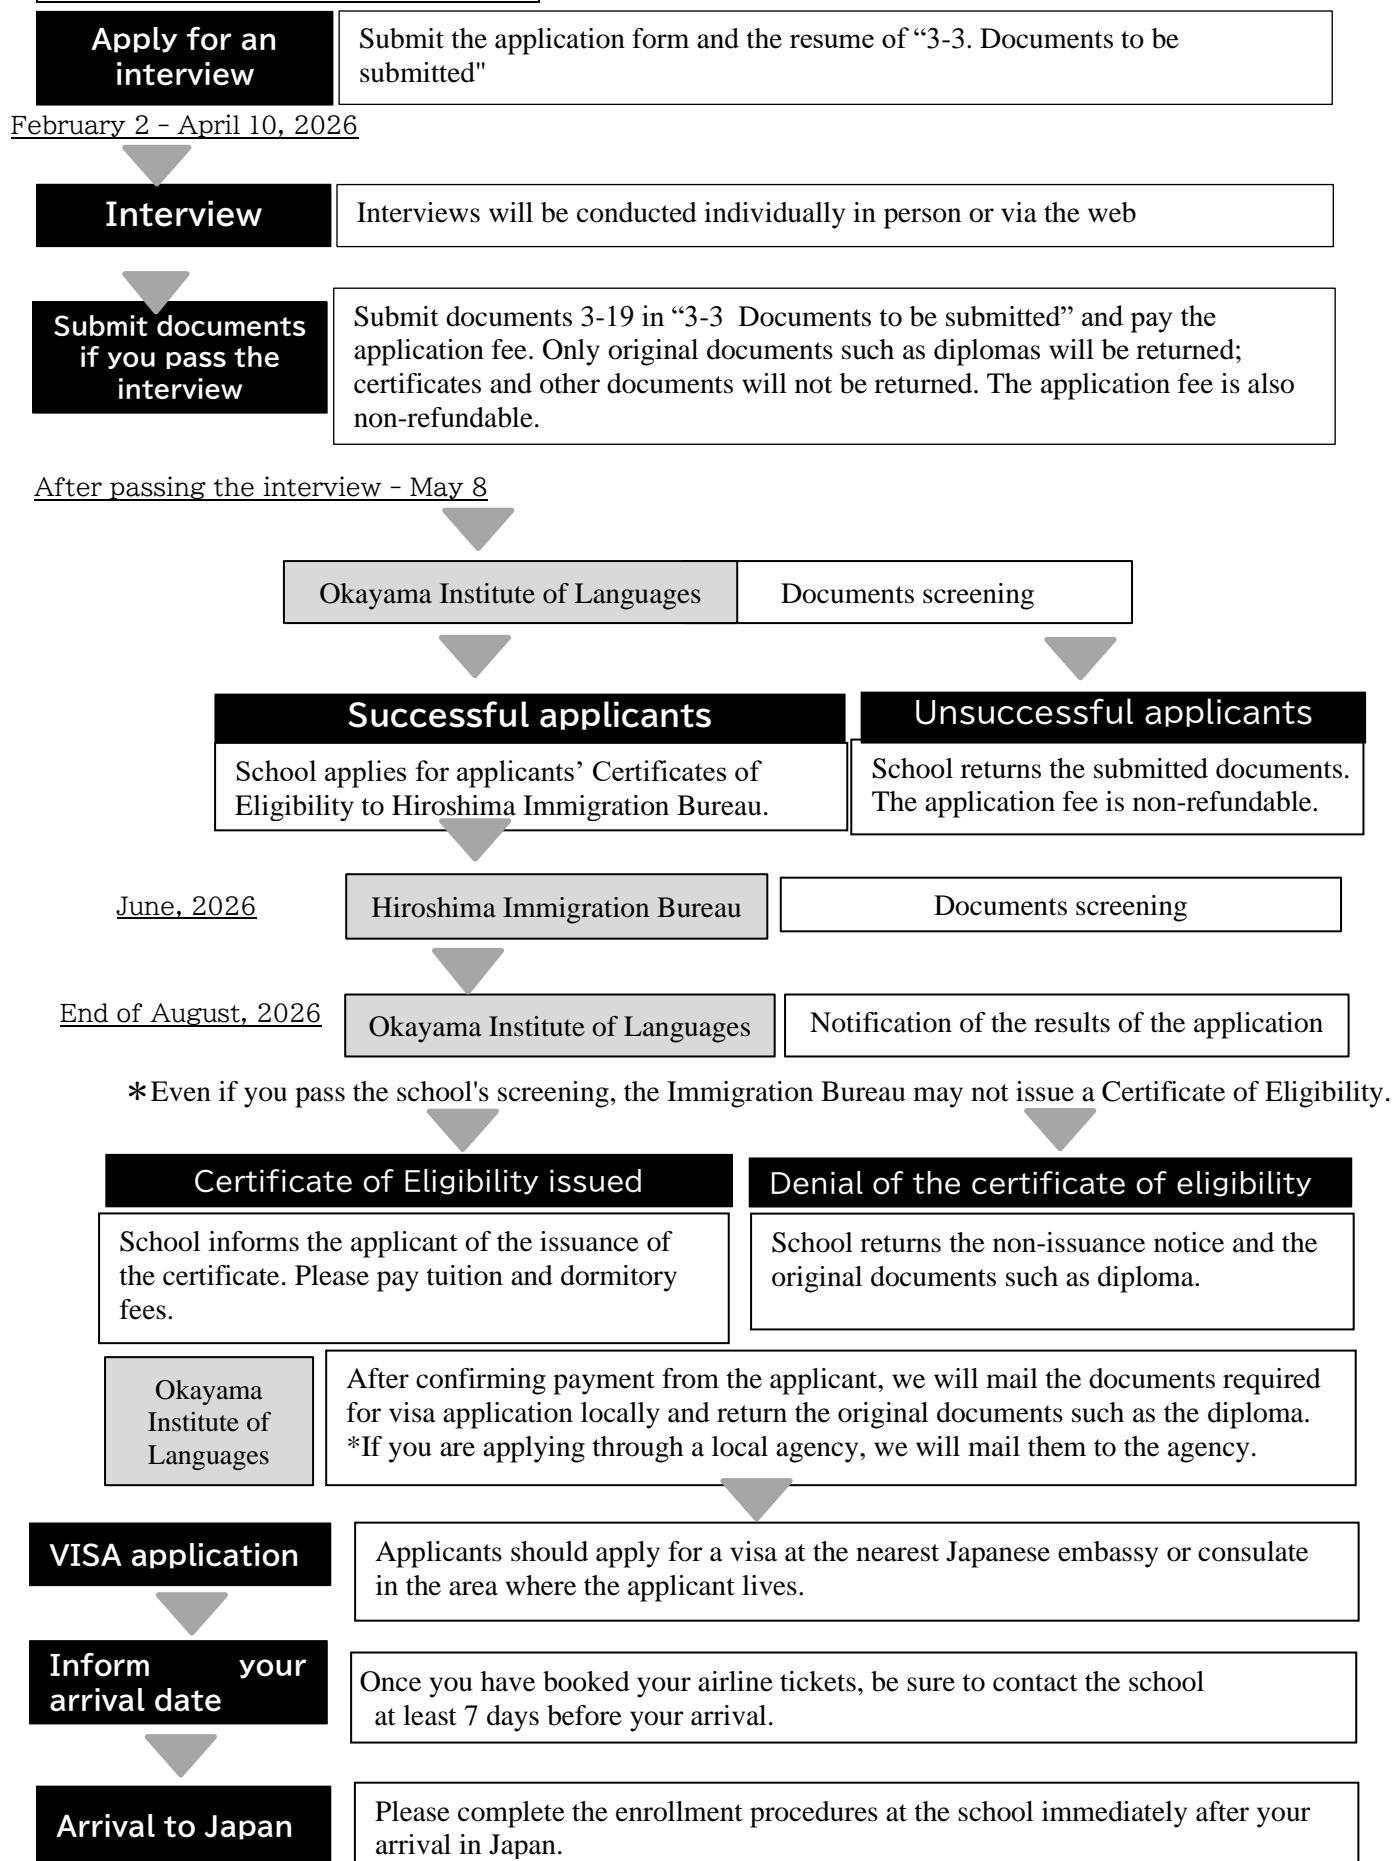 Apply for an
interview
Submit the application form and the resume of “3-3. Documents to be
submitted"
February 2 - April 10, 2026
Interview
Interviews will be conducted individually in person or via the web
Submit documents
if you pass the
interview
Submit documents 3-19 in “3-3 Documents to be submitted” and pay the
application fee. Only original documents such as diplomas will be returned;
certificates and other documents will not be returned. The application fee is also
non-refundable.
After passing the interview - May 8
Okayama Institute of Languages
Documents screening
Successful applicants
School applies for applicants’ Certificates of
Eligibility to Hiroshima Immigration Bureau.
Unsuccessful applicants
School returns the submitted documents.
The application fee is non-refundable.
June, 2026
Hiroshima Immigration Bureau
Documents screening
End of August, 2026
Okayama Institute of Languages
Notification of the results of the application
＊Even if you pass the school's screening, the Immigration Bureau may not issue a Certificate of Eligibility.
Certificate of Eligibility issued
School informs the applicant of the issuance of
the certificate. Please pay tuition and dormitory
fees.
Denial of the certificate of eligibility
School returns the non-issuance notice and the
original documents such as diploma.
Okayama
Institute of
Languages
After confirming payment from the applicant, we will mail the documents required
for visa application locally and return the original documents such as the diploma.
*If you are applying through a local agency, we will mail them to the agency.
VISA application
Applicants should apply for a visa at the nearest Japanese embassy or consulate
in the area where the applicant lives.
Inform your
arrival date
Once you have booked your airline tickets, be sure to contact the school
at least 7 days before your arrival.
Arrival to Japan
Please complete the enrollment procedures at the school immediately after your
arrival in Japan.